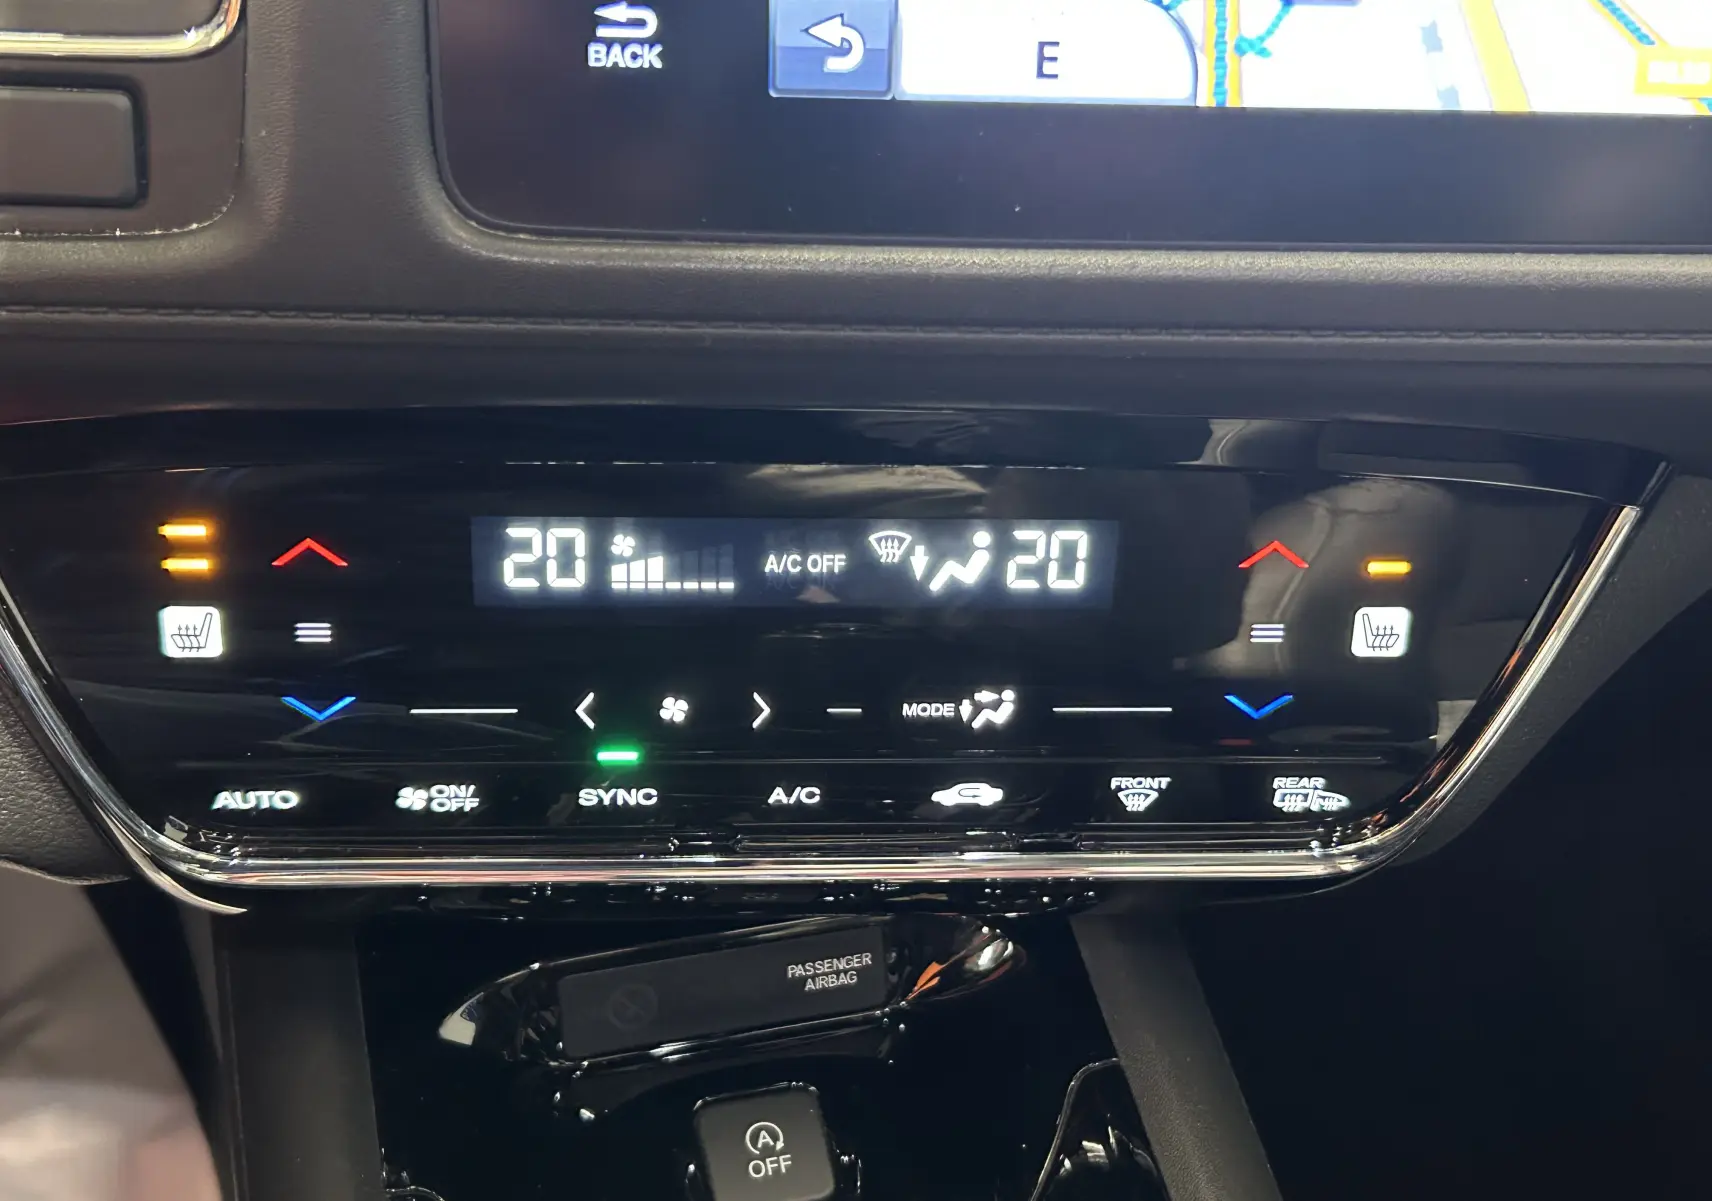 BACK
E
20 A/C OFF 20
MODE
AUTO ON/OFF SYNC A/C FRONT REAR
PASSENGER
AIRBAG
A
OFF